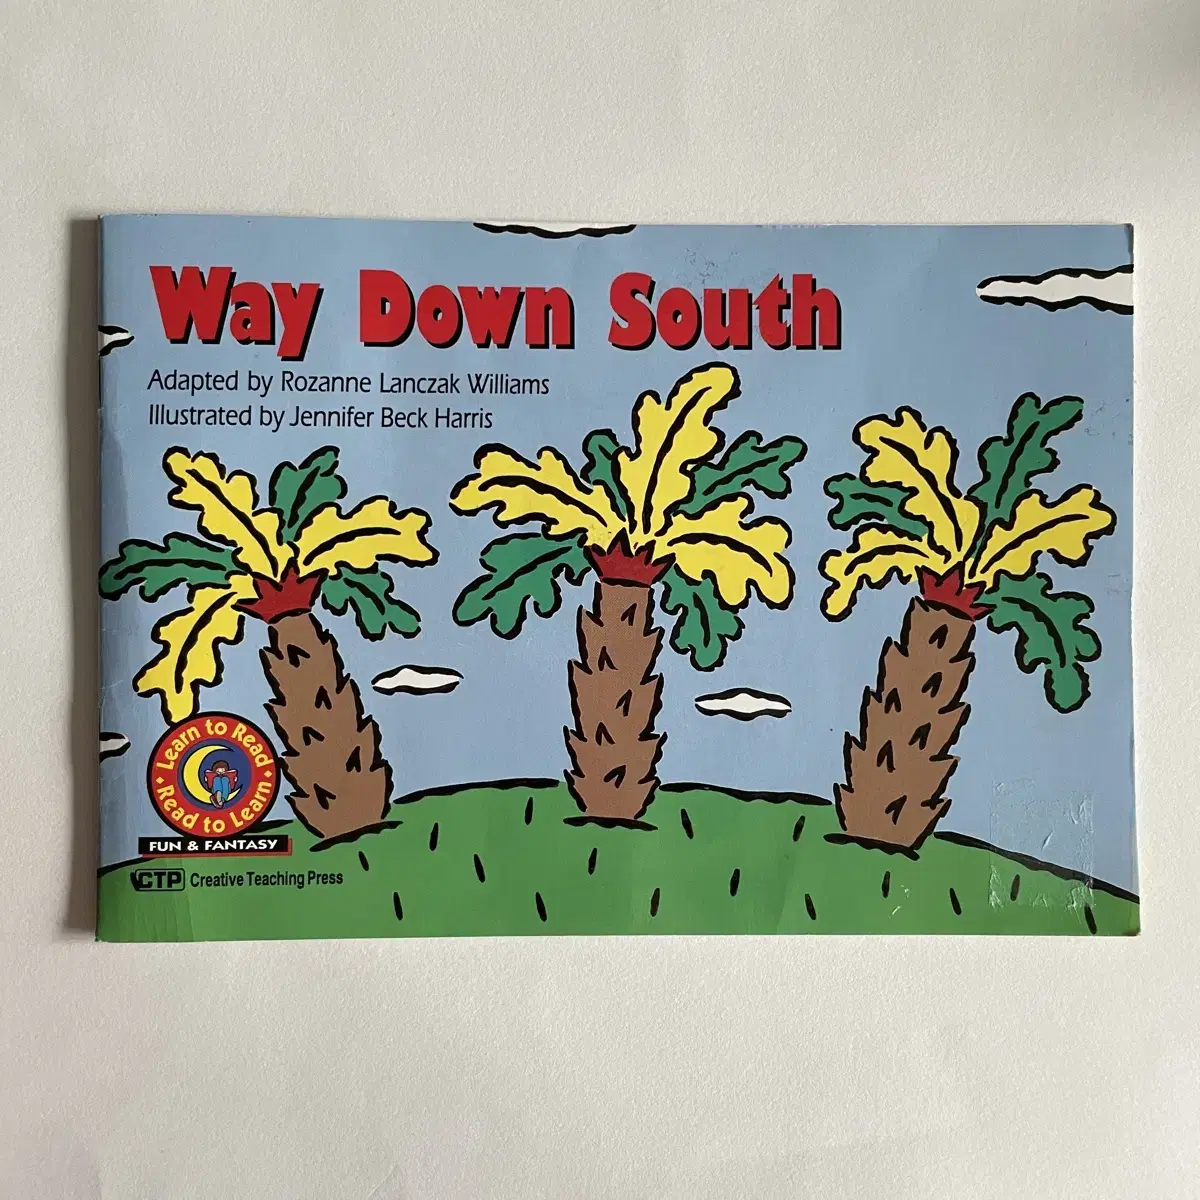 Way Down South
Adapted by Rozanne Lanczak Williams
Illustrated by Jennifer Beck Harris
Learn to Read
Read to Learn
FUN & FANTASY
CTP Creative Teaching Press